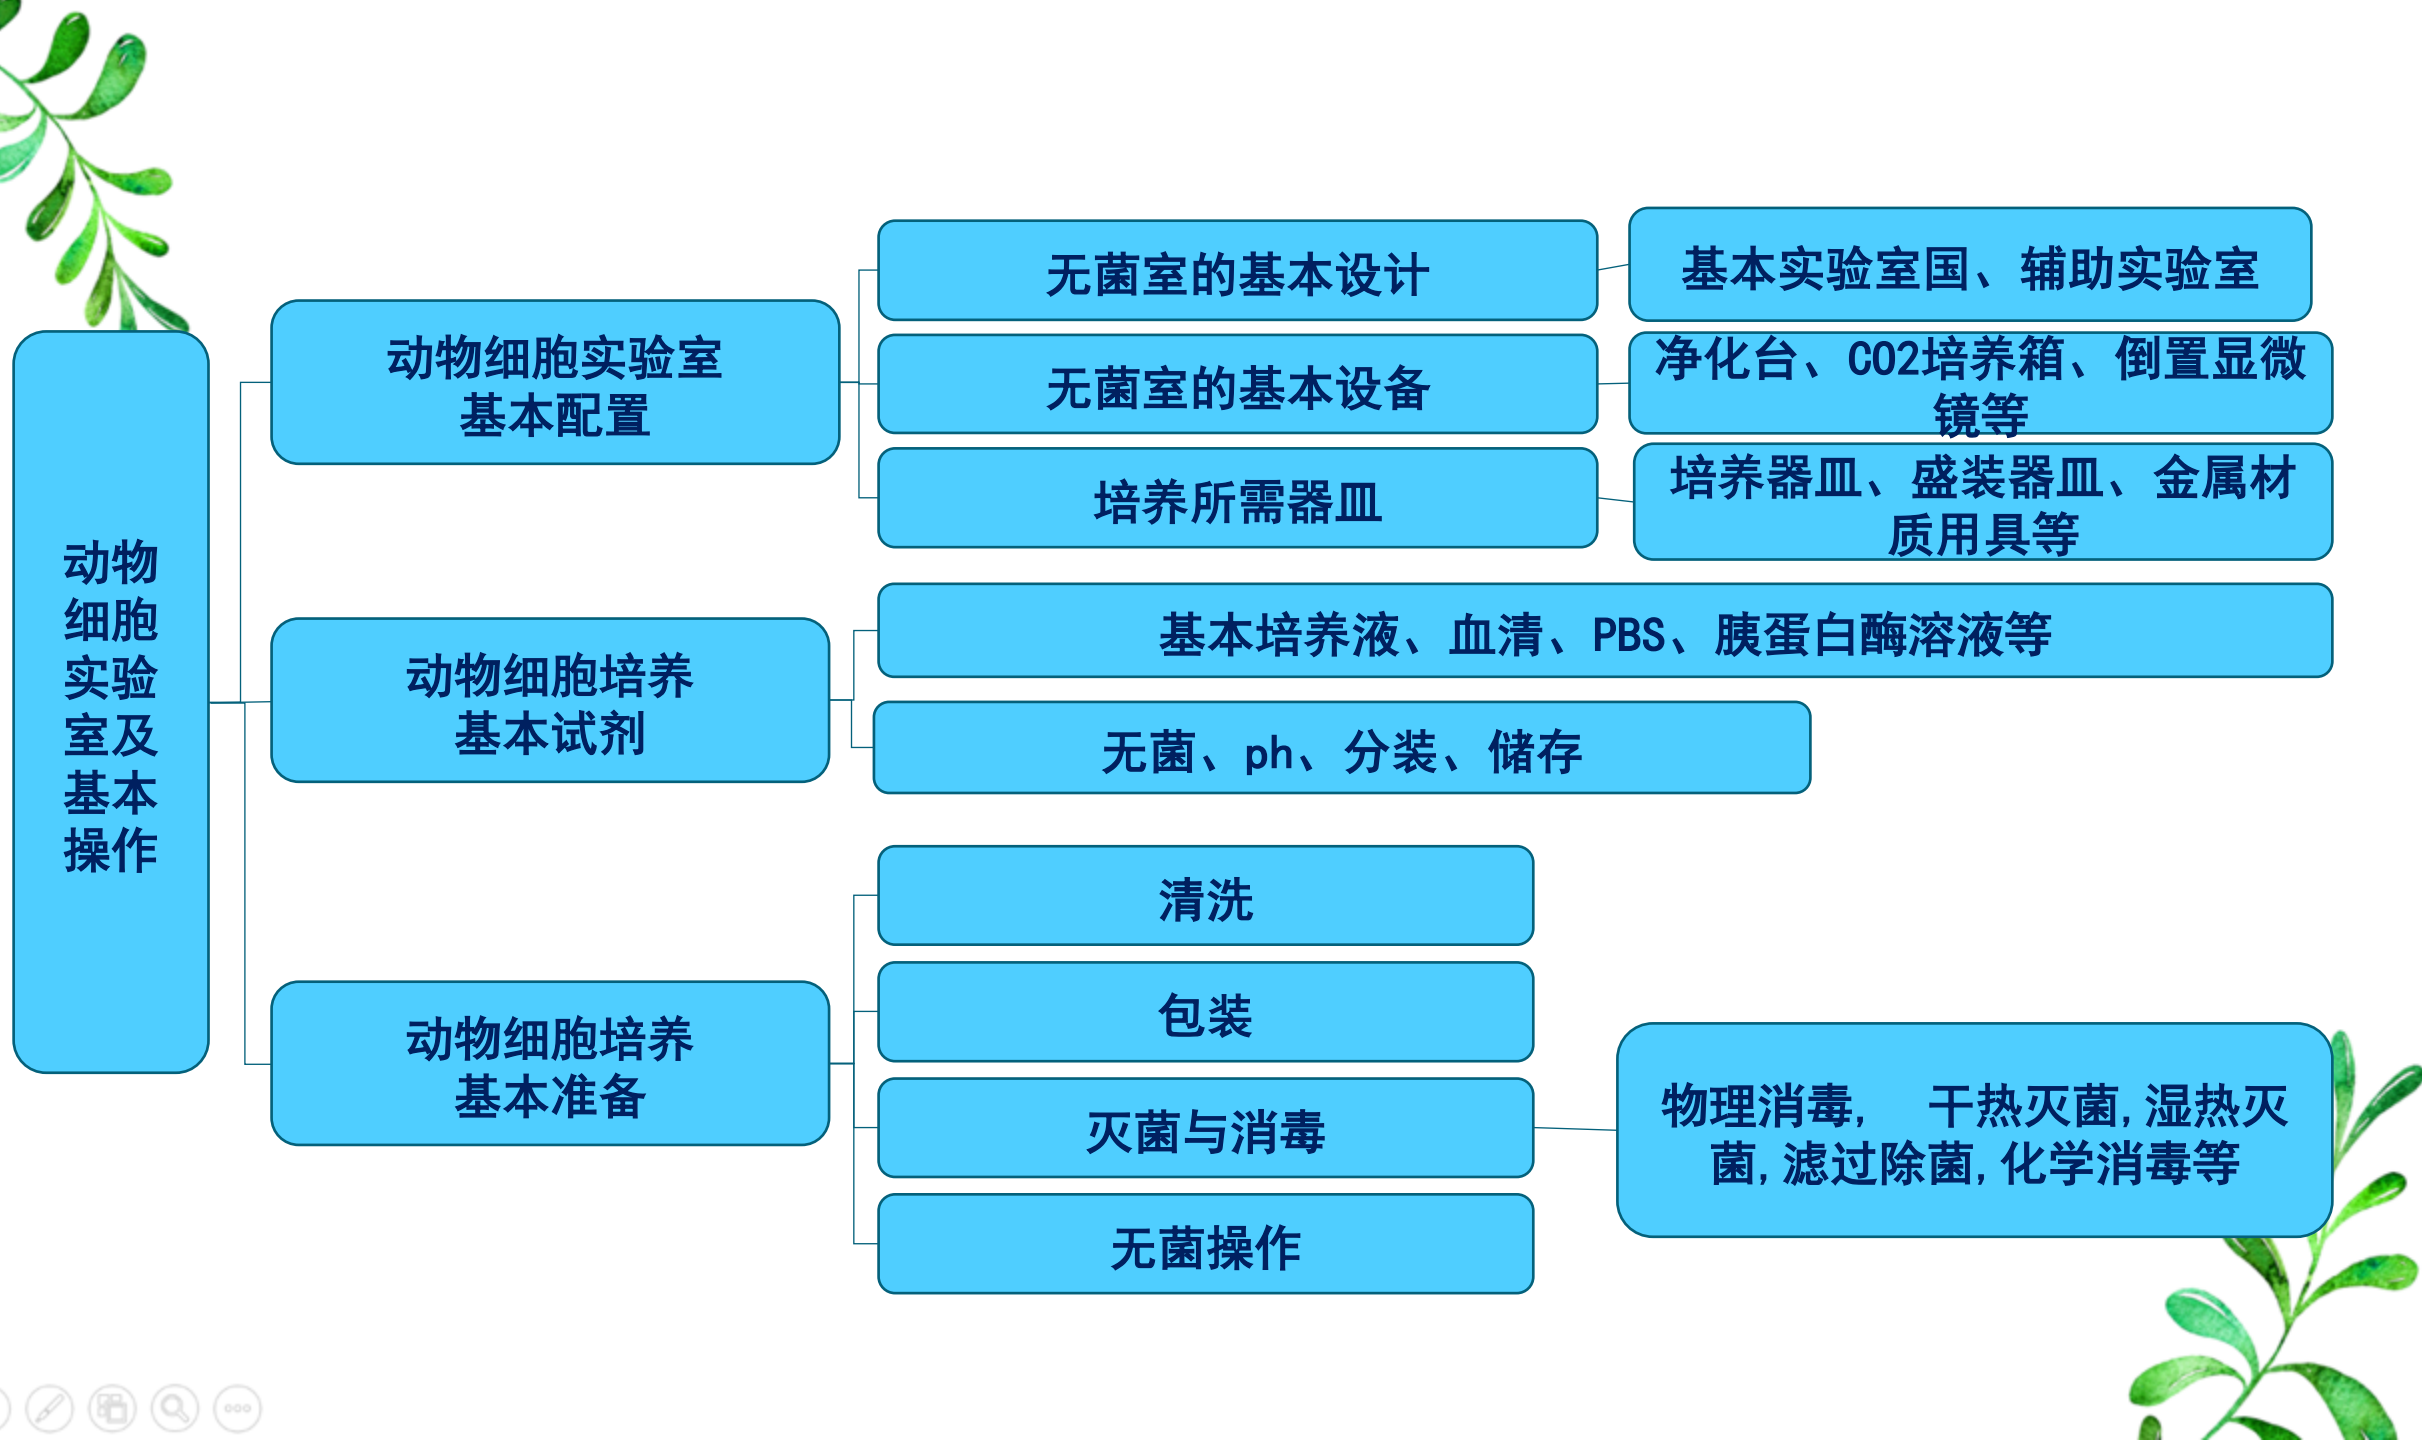 动物
细胞
实验
室及
基本
操作
动物细胞实验室
基本配置
无菌室的基本设计
基本实验室国、辅助实验室
无菌室的基本设备
净化台、CO2培养箱、倒置显微
镜等
培养所需器皿
培养器皿、盛装器皿、金属材
质用具等
动物细胞培养
基本试剂
基本培养液、血清、PBS、胰蛋白酶溶液等
无菌、ph、分装、储存
动物细胞培养
基本准备
清洗
包装
灭菌与消毒
物理消毒, 干热灭菌,湿热灭
菌,滤过除菌,化学消毒等
无菌操作